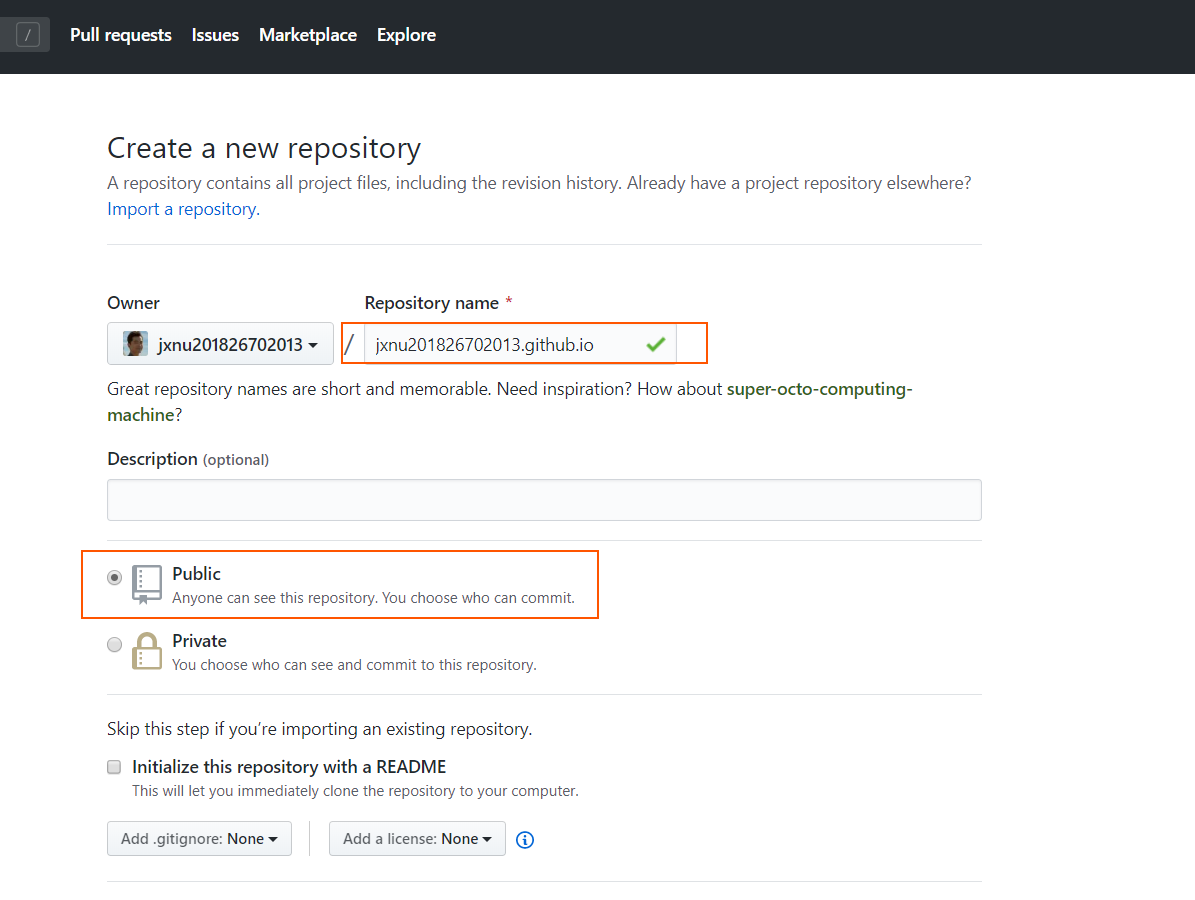 / Pull requests Issues Marketplace Explore
Create a new repository
A repository contains all project files, including the revision history. Already have a project repository elsewhere?
Import a repository.
Owner Repository name *
jxnu201826702013 / jxnu201826702013.github.io
Great repository names are short and memorable. Need inspiration? How about super-octo-computing-
machine?
Description (optional)
Public
Anyone can see this repository. You choose who can commit.
Private
You choose who can see and commit to this repository.
Skip this step if you’re importing an existing repository.
Initialize this repository with a README
This will let you immediately clone the repository to your computer.
Add .gitignore: None Add a license: None